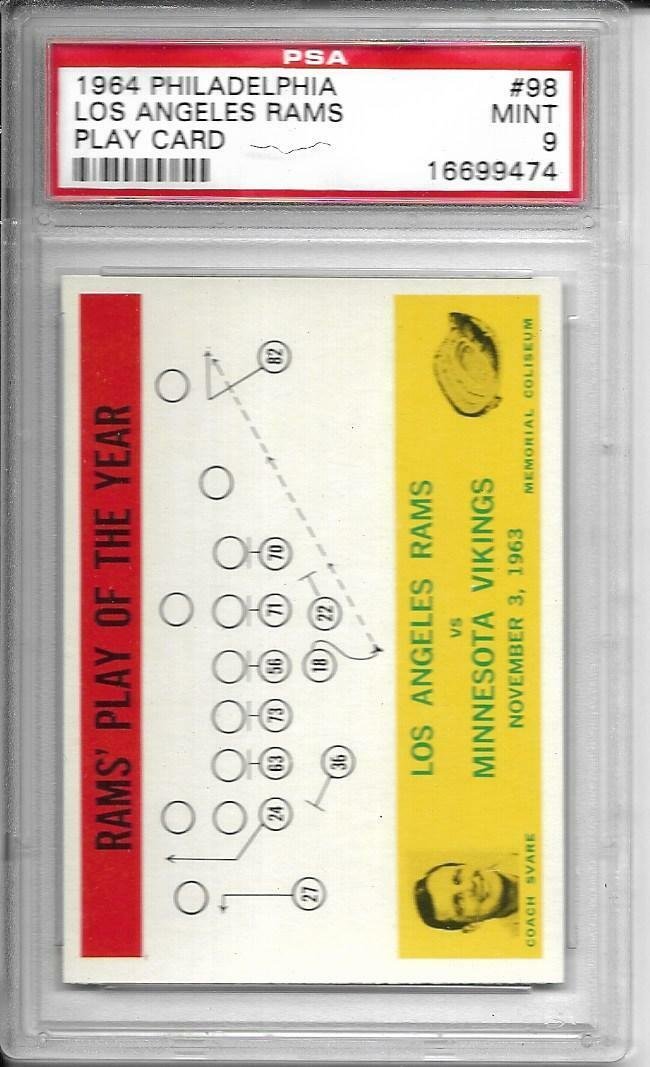 PSA
1964 PHILADELPHIA #98
LOS ANGELES RAMS MINT
PLAY CARD 9
16699474
RAMS' PLAY OF THE YEAR
82
70
71
22
56
18
73
63
36
24
27
LOS ANGELES RAMS
vs
MINNESOTA VIKINGS
NOVEMBER 3, 1963
COACH SVARE
MEMORIAL COLISEUM